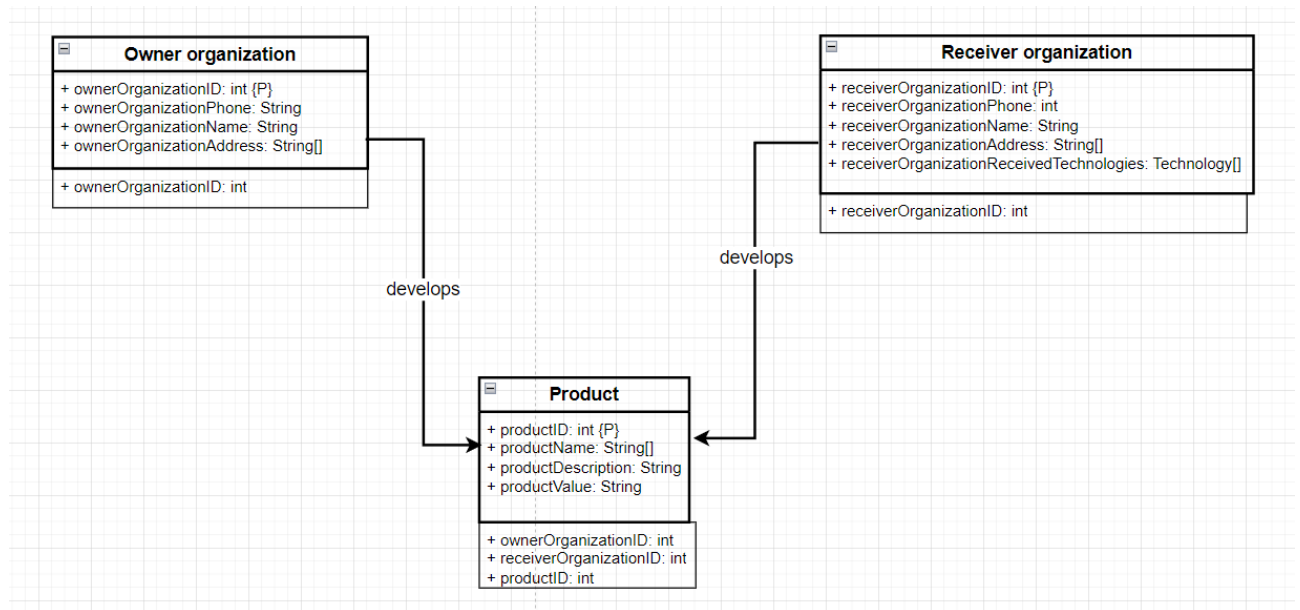 Owner organization
+ ownerOrganizationID: int {P}
+ ownerOrganizationPhone: String
+ ownerOrganizationName: String
+ ownerOrganizationAddress: String[]
+ ownerOrganizationID: int
Receiver organization
+ receiverOrganizationID: int {P}
+ receiverOrganizationPhone: int
+ receiverOrganizationName: String
+ receiverOrganizationAddress: String[]
+ receiverOrganizationReceivedTechnologies: Technology[]
+ receiverOrganizationID: int
develops
develops
Product
+ productID: int {P}
+ productName: String[]
+ productDescription: String
+ productValue: String
+ ownerOrganizationID: int
+ receiverOrganizationID: int
+ productID: int